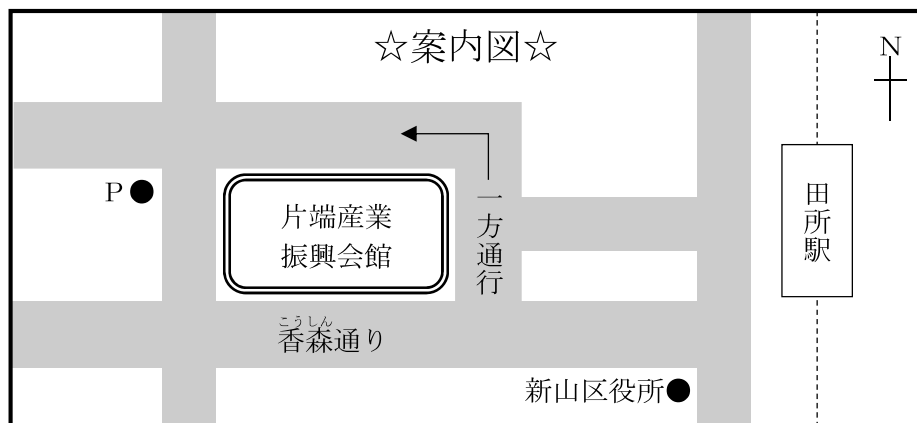 ☆案内図☆
N
P
片端産業
振興会館
一方通行
田所駅
こうしん
香森通り
新山区役所